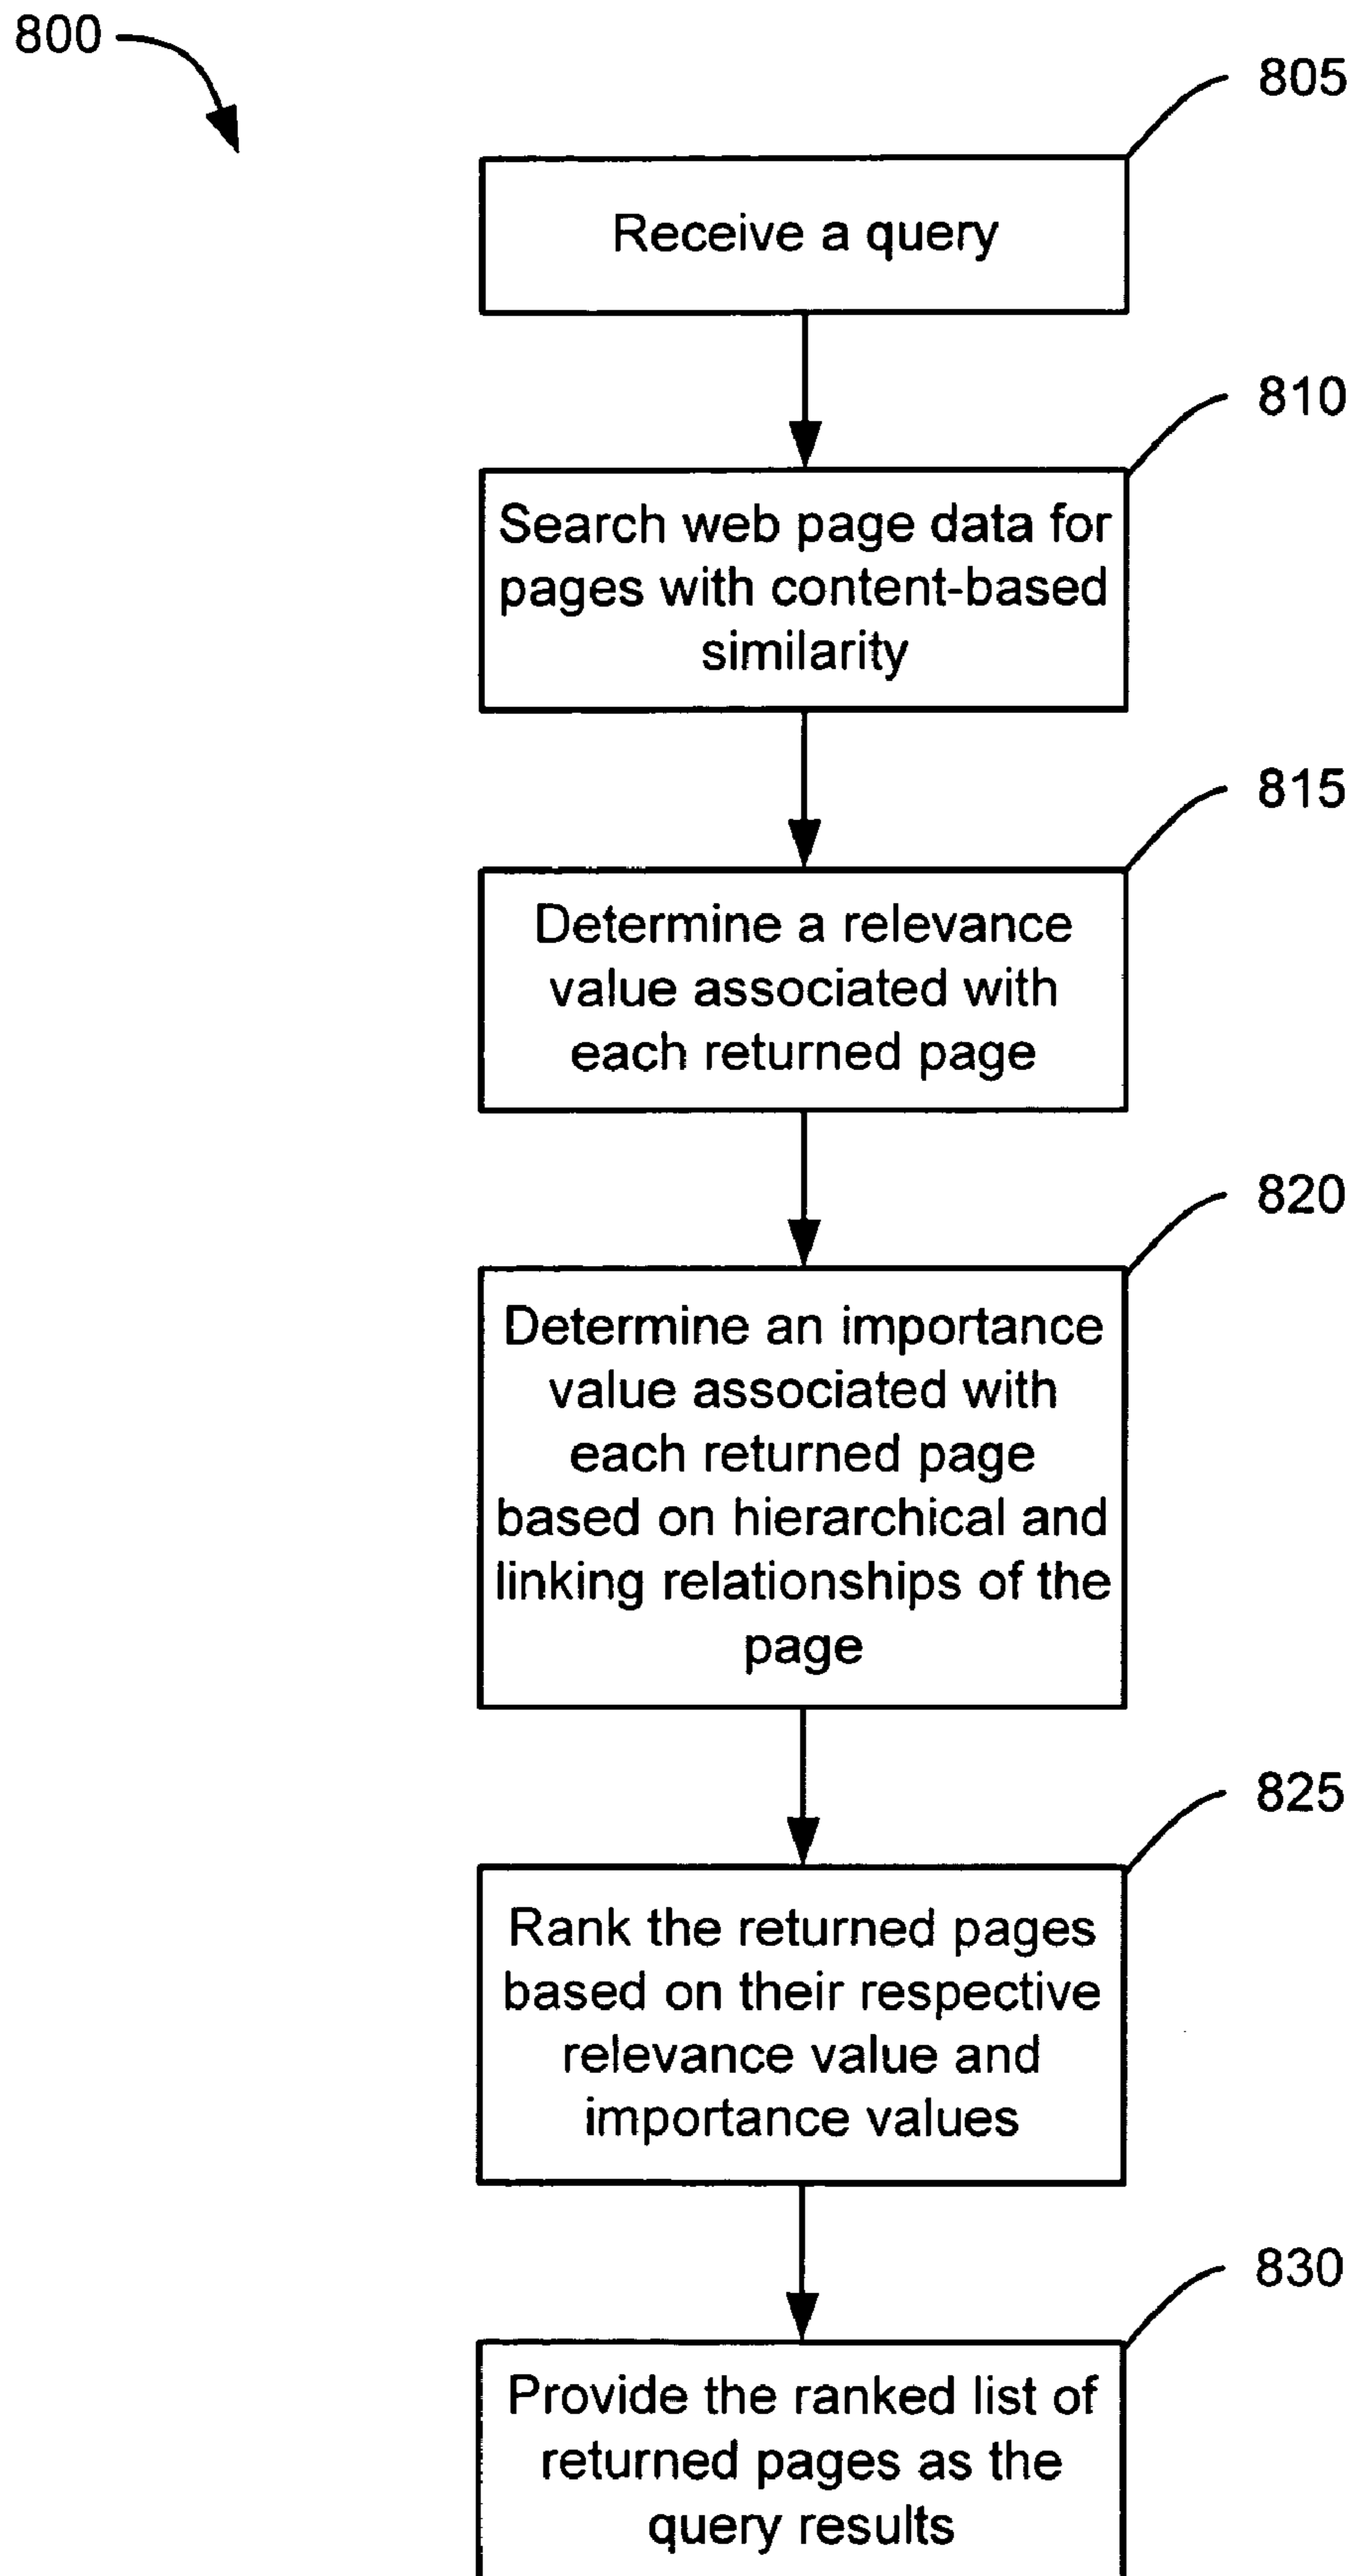 800
805
Receive a query
810
Search web page data for
pages with content-based
similarity
815
Determine a relevance
value associated with
each returned page
820
Determine an importance
value associated with
each returned page
based on hierarchical and
linking relationships of the
page
825
Rank the returned pages
based on their respective
relevance value and
importance values
830
Provide the ranked list of
returned pages as the
query results